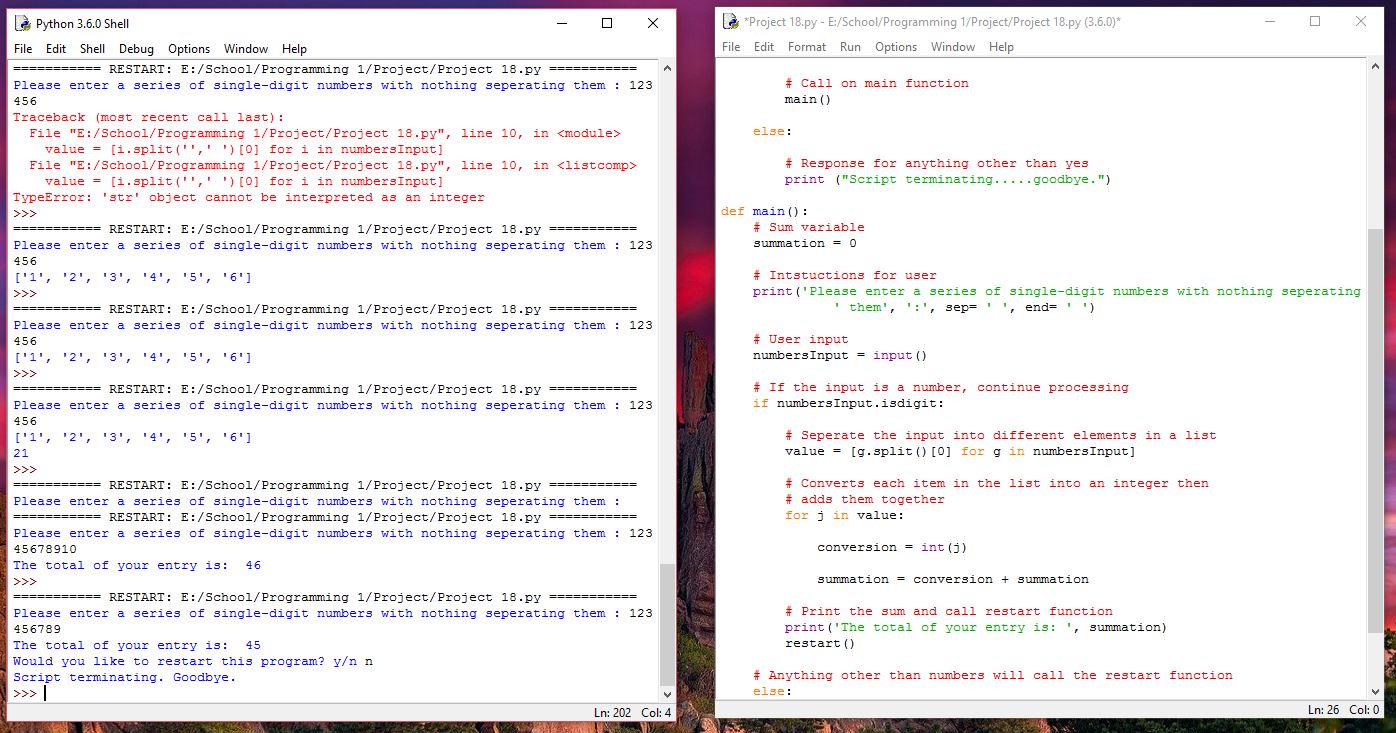 Python 3.6.0 Shell
File Edit Shell Debug Options Window Help
=========== RESTART: E:/School/Programming 1/Project/Project 18.py ===========
Please enter a series of single-digit numbers with nothing seperating them : 123
456
Traceback (most recent call last):
  File "E:/School/Programming 1/Project/Project 18.py", line 10, in <module>
    value = [i.split('',' ')[0] for i in numbersInput]
  File "E:/School/Programming 1/Project/Project 18.py", line 10, in <listcomp>
    value = [i.split('',' ')[0] for i in numbersInput]
TypeError: 'str' object cannot be interpreted as an integer
>>>
=========== RESTART: E:/School/Programming 1/Project/Project 18.py ===========
Please enter a series of single-digit numbers with nothing seperating them : 123
456
['1', '2', '3', '4', '5', '6']
>>>
=========== RESTART: E:/School/Programming 1/Project/Project 18.py ===========
Please enter a series of single-digit numbers with nothing seperating them : 123
456
['1', '2', '3', '4', '5', '6']
>>>
=========== RESTART: E:/School/Programming 1/Project/Project 18.py ===========
Please enter a series of single-digit numbers with nothing seperating them : 123
456
['1', '2', '3', '4', '5', '6']
21
>>>
=========== RESTART: E:/School/Programming 1/Project/Project 18.py ===========
Please enter a series of single-digit numbers with nothing seperating them :
=========== RESTART: E:/School/Programming 1/Project/Project 18.py ===========
Please enter a series of single-digit numbers with nothing seperating them : 123
45678910
The total of your entry is:  46
>>>
=========== RESTART: E:/School/Programming 1/Project/Project 18.py ===========
Please enter a series of single-digit numbers with nothing seperating them : 123
456789
The total of your entry is:  45
Would you like to restart this program? y/n n
Script terminating. Goodbye.
>>>
Ln: 202 Col: 4
*Project 18.py - E:/School/Programming 1/Project/Project 18.py (3.6.0)*
File Edit Format Run Options Window Help
        # Call on main function
        main()
    else:
        # Response for anything other than yes
        print ("Script terminating.....goodbye.")
def main():
    # Sum variable
    summation = 0
    # Intstuctions for user
    print('Please enter a series of single-digit numbers with nothing seperating
              ' them', ':', sep= ' ', end= ' ')
    # User input
    numbersInput = input()
    # If the input is a number, continue processing
    if numbersInput.isdigit:
        # Seperate the input into different elements in a list
        value = [g.split()[0] for g in numbersInput]
        # Converts each item in the list into an integer then
        # adds them together
        for j in value:
            conversion = int(j)
            summation = conversion + summation
        # Print the sum and call restart function
        print('The total of your entry is: ', summation)
        restart()
    # Anything other than numbers will call the restart function
    else:
Ln: 26 Col: 0